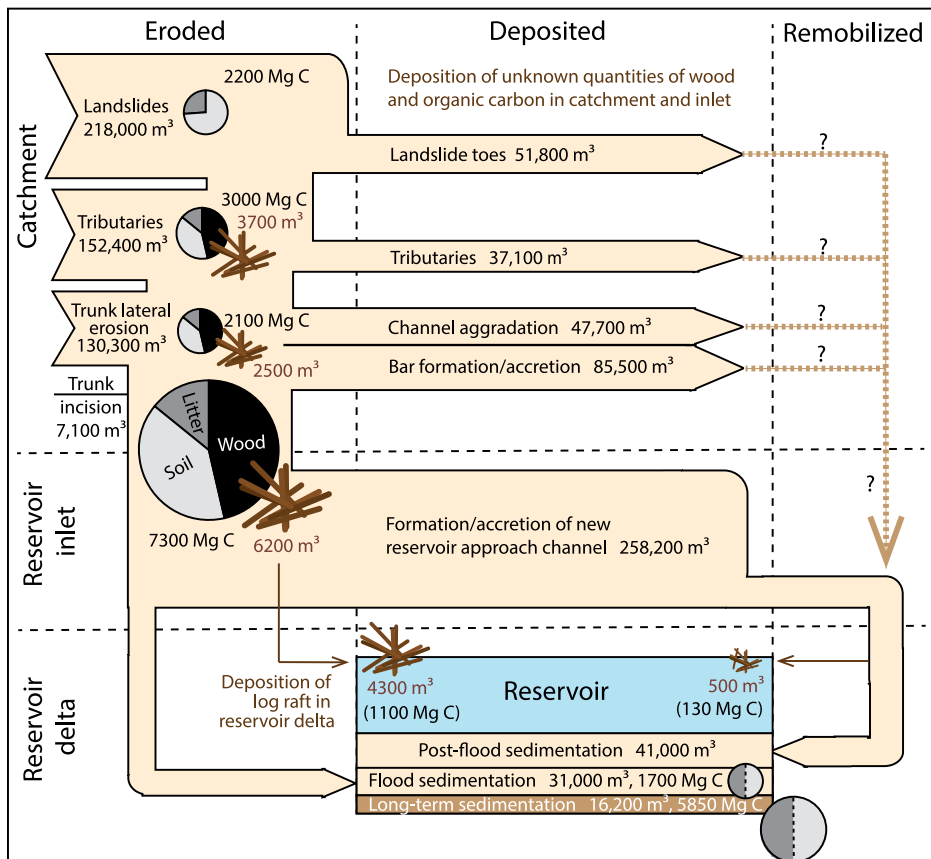 Eroded
Deposited
Remobilized
Catchment
2200 Mg C
Landslides
218,000 m³
Deposition of unknown quantities of wood
and organic carbon in catchment and inlet
Landslide toes 51,800 m³
?
3000 Mg C
3700 m³
Tributaries
152,400 m³
Tributaries 37,100 m³
?
Trunk lateral
erosion
130,300 m³
2100 Mg C
2500 m³
Channel aggradation 47,700 m³
?
Bar formation/accretion 85,500 m³
?
Trunk
incision
7,100 m³
Litter
Wood
Soil
Reservoir
inlet
7300 Mg C
6200 m³
Formation/accretion of new
reservoir approach channel 258,200 m³
?
Reservoir
delta
Deposition of
log raft in
reservoir delta
4300 m³
(1100 Mg C)
Reservoir
500 m³
(130 Mg C)
Post-flood sedimentation 41,000 m³
Flood sedimentation 31,000 m³, 1700 Mg C
Long-term sedimentation 16,200 m³, 5850 Mg C